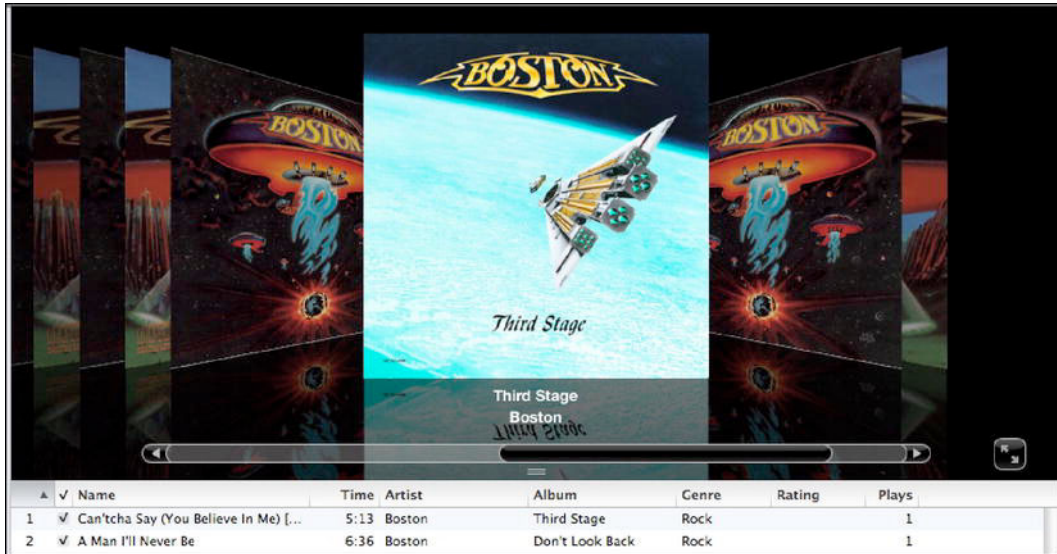 BOSTON
BOSTON
BOSTON
Third Stage
Third Stage
Boston
Name Time Artist Album Genre Rating Plays
1 ✓ Can'tcha Say (You Believe In Me) [... 5:13 Boston Third Stage Rock 1
2 ✓ A Man I'll Never Be 6:36 Boston Don't Look Back Rock 1